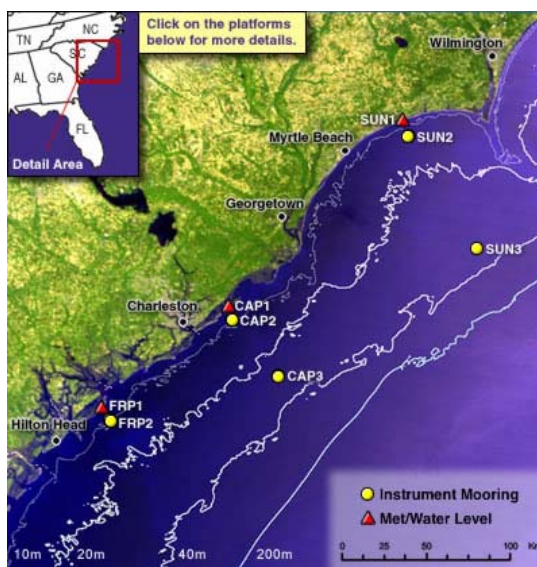 NC
TN
SC
AL
GA
FL
Detail Area
Click on the platforms
below for more details.
Wilmington
SUN1
SUN2
Myrtle Beach
Georgetown
SUN3
CAP1
Charleston
CAP2
CAP3
FRP1
Hilton Head
FRP2
Instrument Mooring
Met/Water Level
10m
20m
40m
200m
0 25 50 100